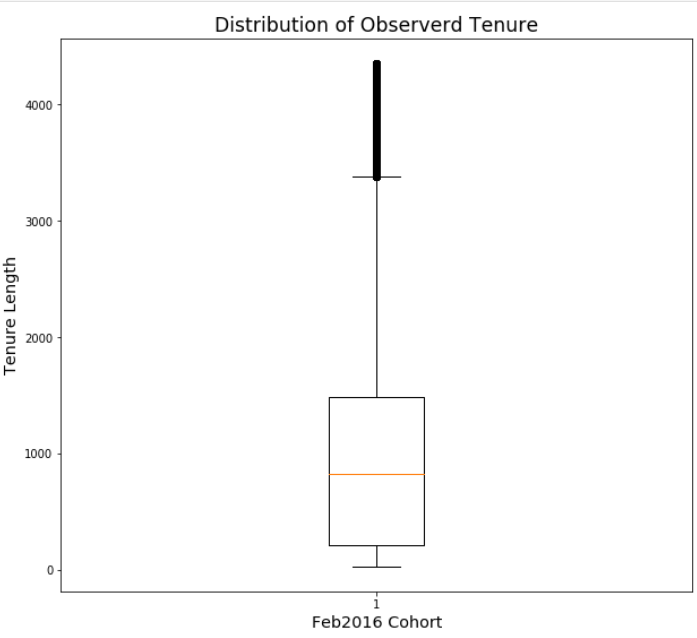 Distribution of Observerd Tenure
4000
3000
2000
1000
0
Tenure Length
1
Feb2016 Cohort